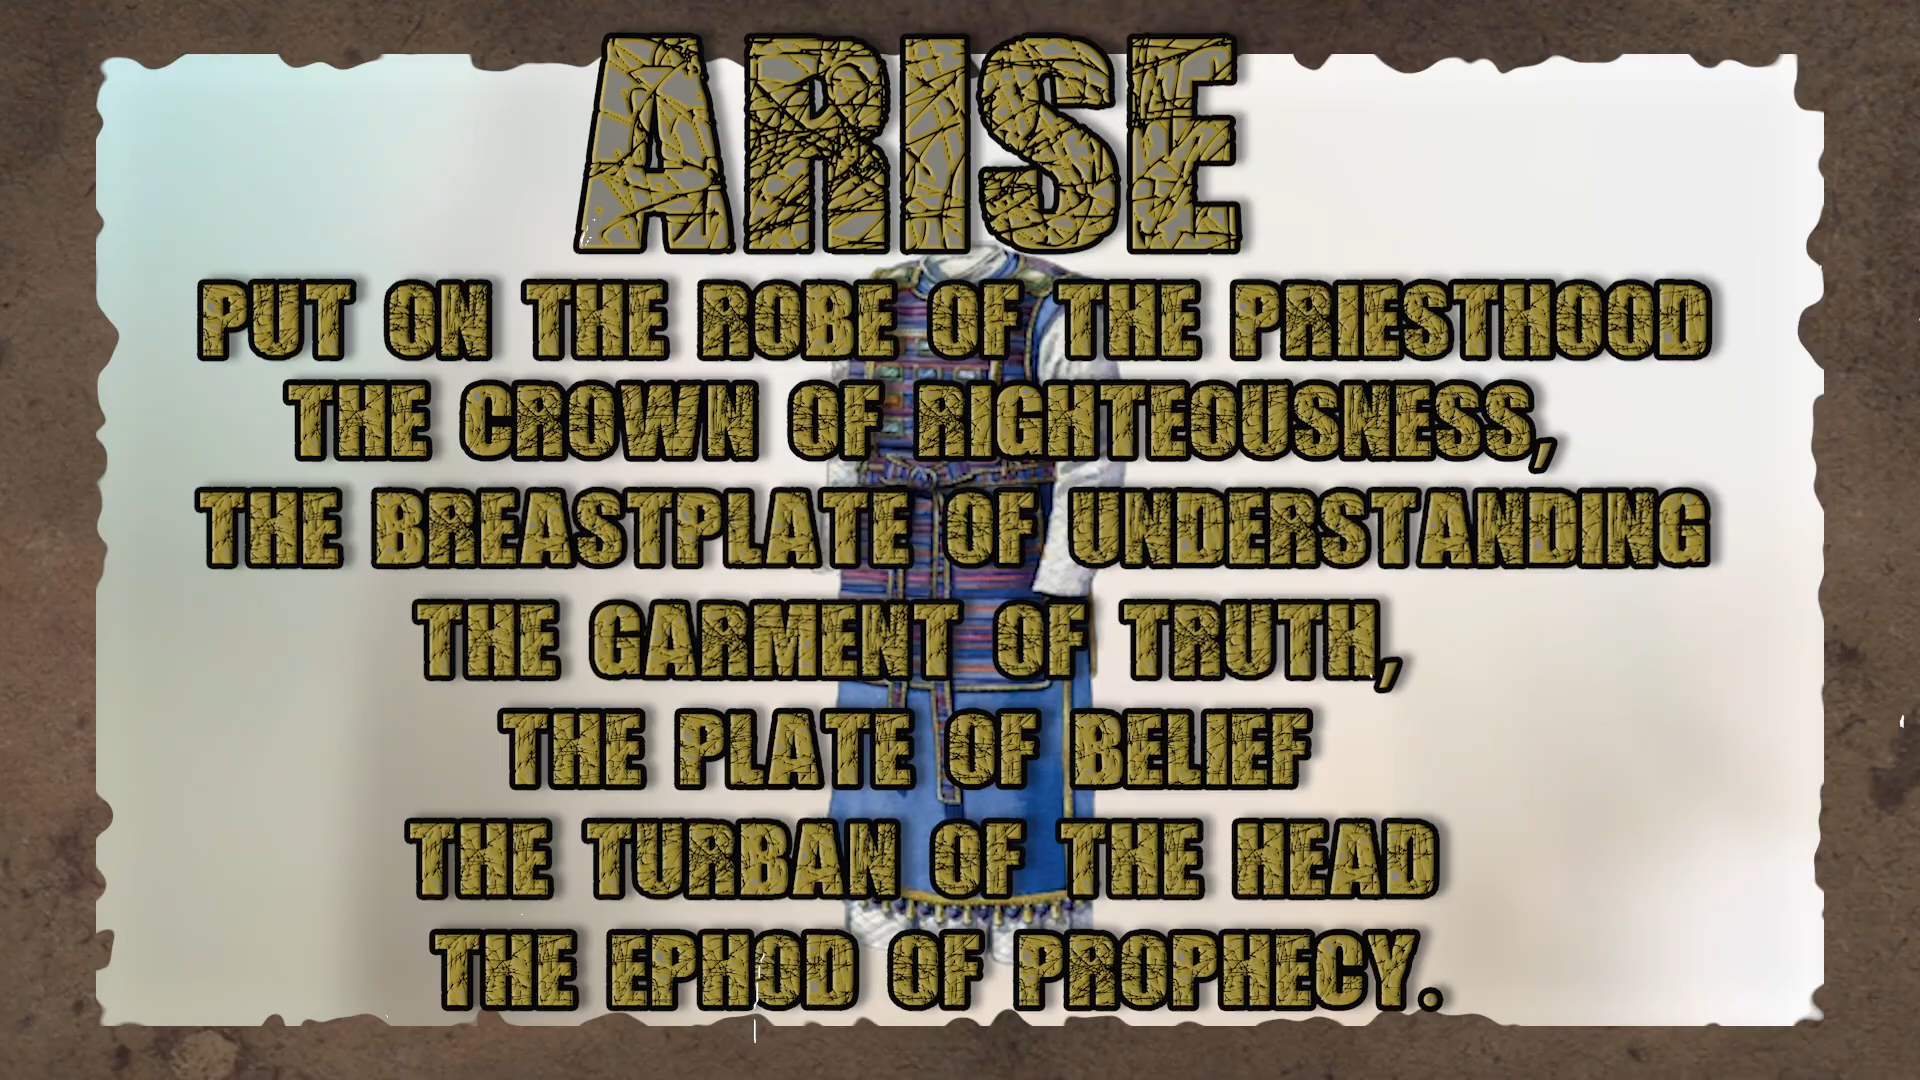 ARISE
PUT ON THE ROBE OF THE PRIESTHOOD
THE CROWN OF RIGHTEOUSNESS,
THE BREASTPLATE OF UNDERSTANDING
THE GARMENT OF TRUTH,
THE PLATE OF BELIEF
THE TURBAN OF THE HEAD
THE EPHOD OF PROPHECY.